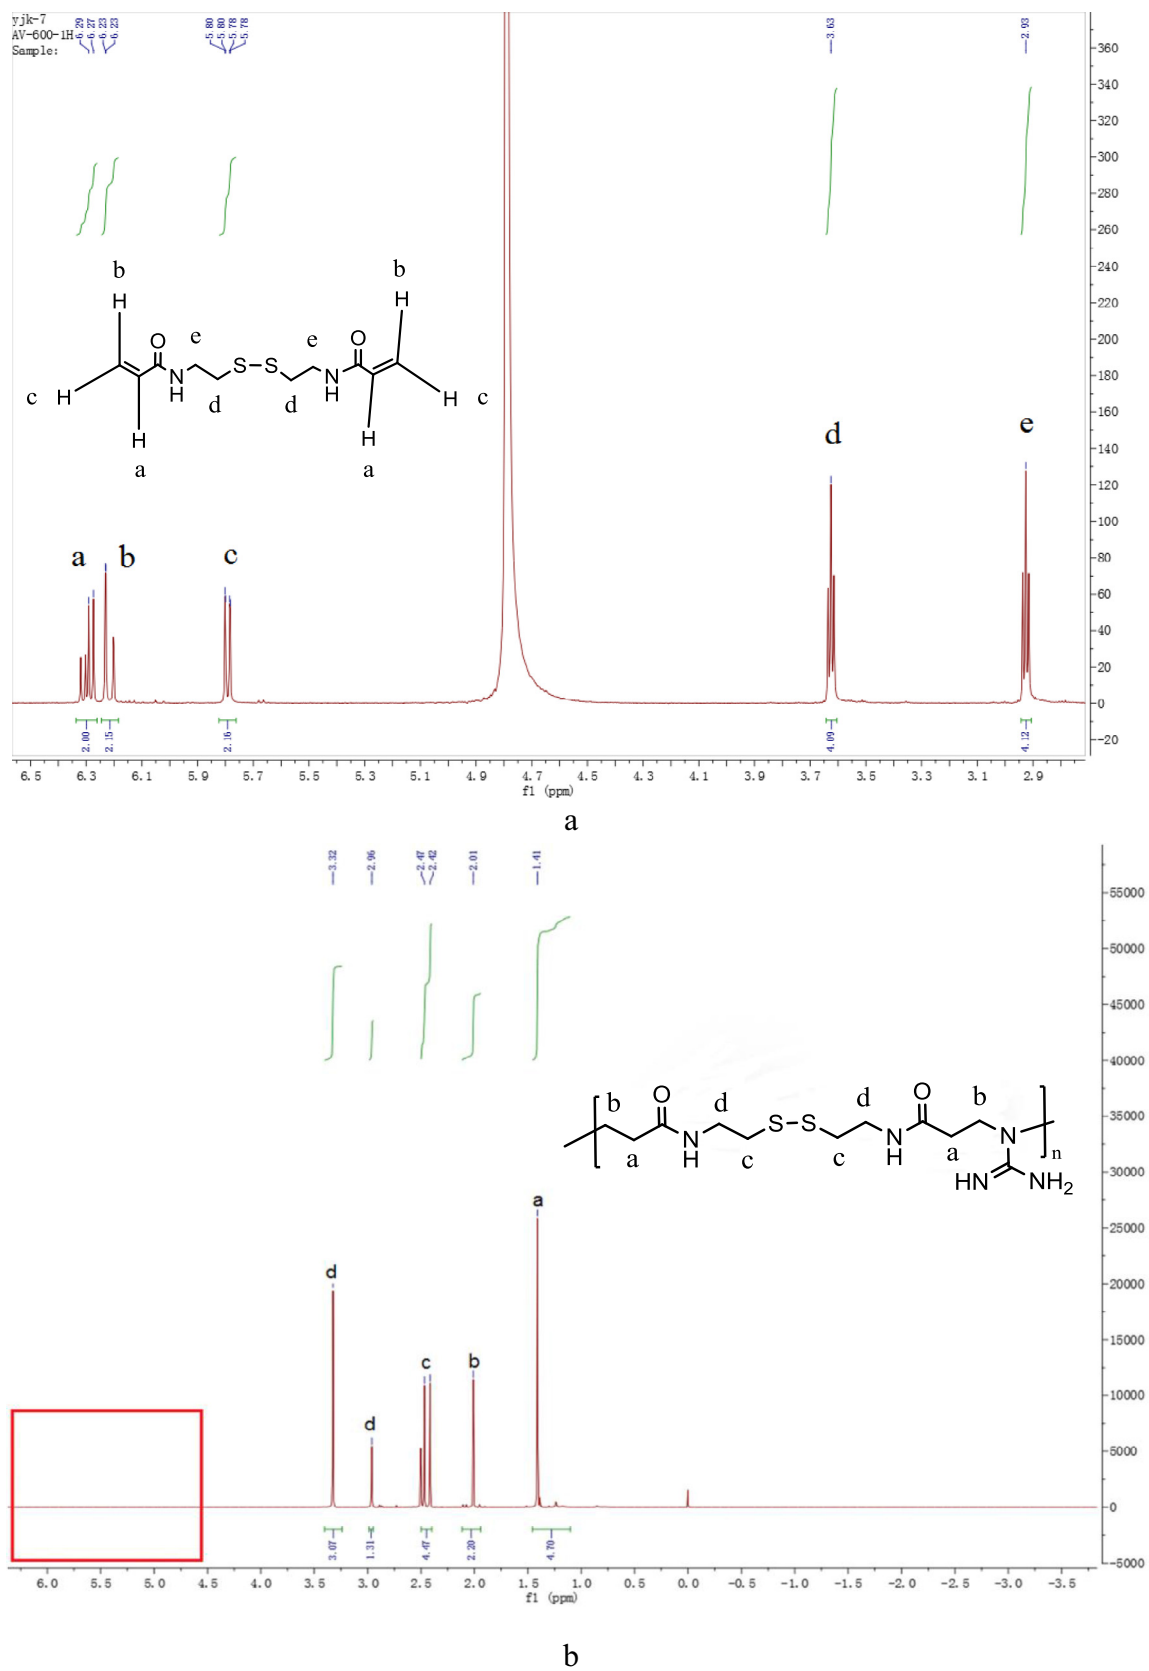 yjk-7
AV-600-1H
Sample:
6.29
6.27
6.23
6.23
5.80
5.80
5.78
5.78
3.63
2.93
360
340
320
300
280
260
240
220
200
180
160
140
120
100
80
60
40
20
0
-20
b
b
H
H
O
e
e
O
S-S
c
H
N
H
d
d
N
H
H
c
H
H
a
a
d
e
a
b
c
2.00
2.15
2.16
4.09
4.12
6.5 6.3 6.1 5.9 5.7 5.5 5.3 5.1 4.9 4.7 4.5 4.3 4.1 3.9 3.7 3.5 3.3 3.1 2.9
f1 (ppm)
a
3.32
2.96
2.47
2.42
2.01
1.41
55000
50000
45000
40000
35000
30000
25000
20000
15000
10000
5000
0
-5000
b
O
d
S-S
d
O
b
a
N
H
c
c
N
H
a
N
n
HN
NH2
a
d
c
b
d
3.07
1.31
4.47
2.20
4.70
6.0 5.5 5.0 4.5 4.0 3.5 3.0 2.5 2.0 1.5 1.0 0.5 0.0 -0.5 -1.0 -1.5 -2.0 -2.5 -3.0 -3.5
f1 (ppm)
b